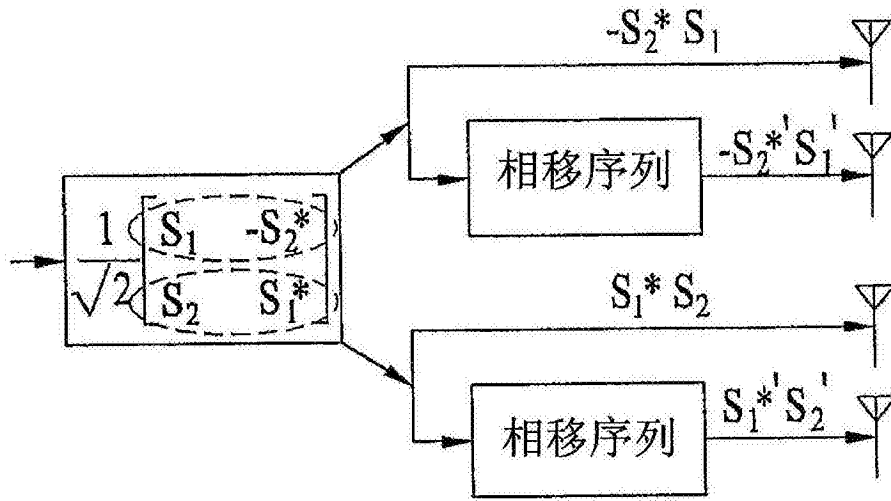 -S₂* S₁
相移序列
-S₂*'S₁'
1/√2 [S₁ -S₂*
S₂ S₁*]
S₁* S₂
相移序列
S₁*'S₂'